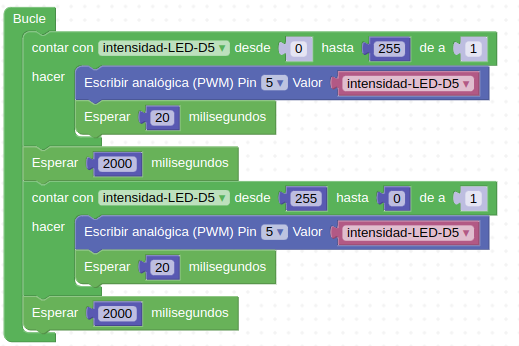 Bucle
contar con intensidad-LED-D5 desde 0 hasta 255 de a 1
hacer Escribir analógica (PWM) Pin 5 Valor intensidad-LED-D5
Esperar 20 milisegundos
Esperar 2000 milisegundos
contar con intensidad-LED-D5 desde 255 hasta 0 de a 1
hacer Escribir analógica (PWM) Pin 5 Valor intensidad-LED-D5
Esperar 20 milisegundos
Esperar 2000 milisegundos